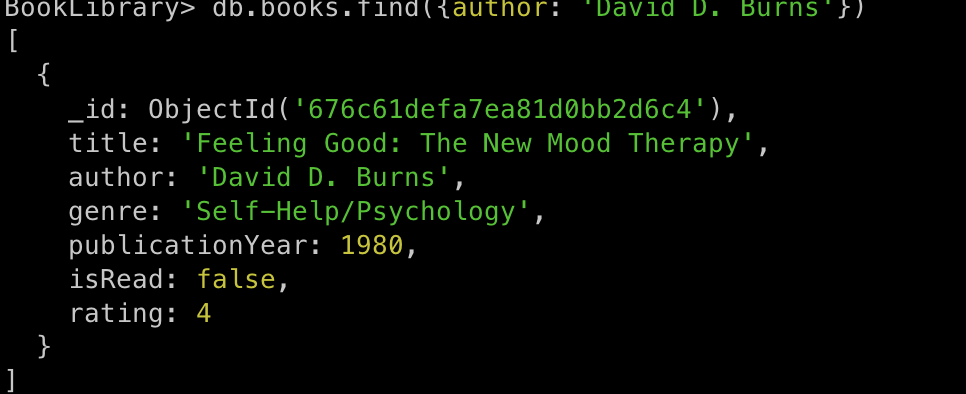 BookLibrary> db.books.find({author: 'David D. Burns'})
[
  {
    _id: ObjectId('676c61defa7ea81d0bb2d6c4'),
    title: 'Feeling Good: The New Mood Therapy',
    author: 'David D. Burns',
    genre: 'Self-Help/Psychology',
    publicationYear: 1980,
    isRead: false,
    rating: 4
  }
]